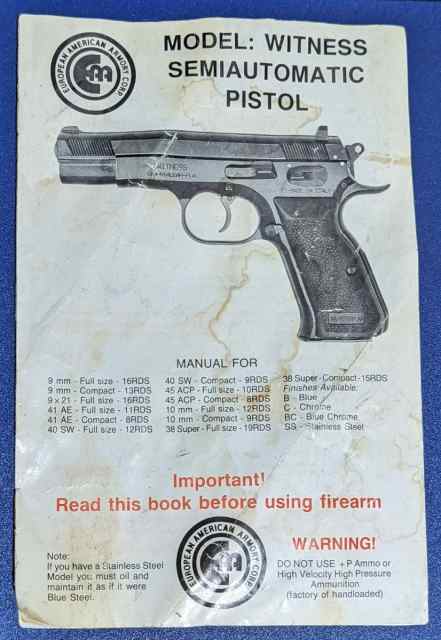 EUROPEAN AMERICAN ARMORY CORP
MODEL: WITNESS
SEMIAUTOMATIC
PISTOL
WITNESS
MADE IN ITALY
MANUAL FOR
9 mm - Full size - 16RDS
9 mm - Compact - 13RDS
9 x 21 - Full size - 16RDS
41 AE - Full size - 11RDS
41 AE - Compact - 8RDS
40 SW - Full size - 12RDS
40 SW - Compact - 9RDS
45 ACP - Full size - 10RDS
45 ACP - Compact - 8RDS
10 mm - Full size - 12RDS
10 mm - Compact - 9RDS
38 Super - Full size - 19RDS
38 Super - Compact - 15RDS
Finishes Available:
B - Blue
C - Chrome
BC - Blue Chrome
SS - Stainless Steel
Important!
Read this book before using firearm
Note:
If you have a Stainless Steel
Model you must oil and
maintain it as if it were
Blue Steel.
EUROPEAN AMERICAN ARMORY CORP.
WARNING!
DO NOT USE +P Ammo or
High Velocity High Pressure
Ammunition
(factory of handloaded)